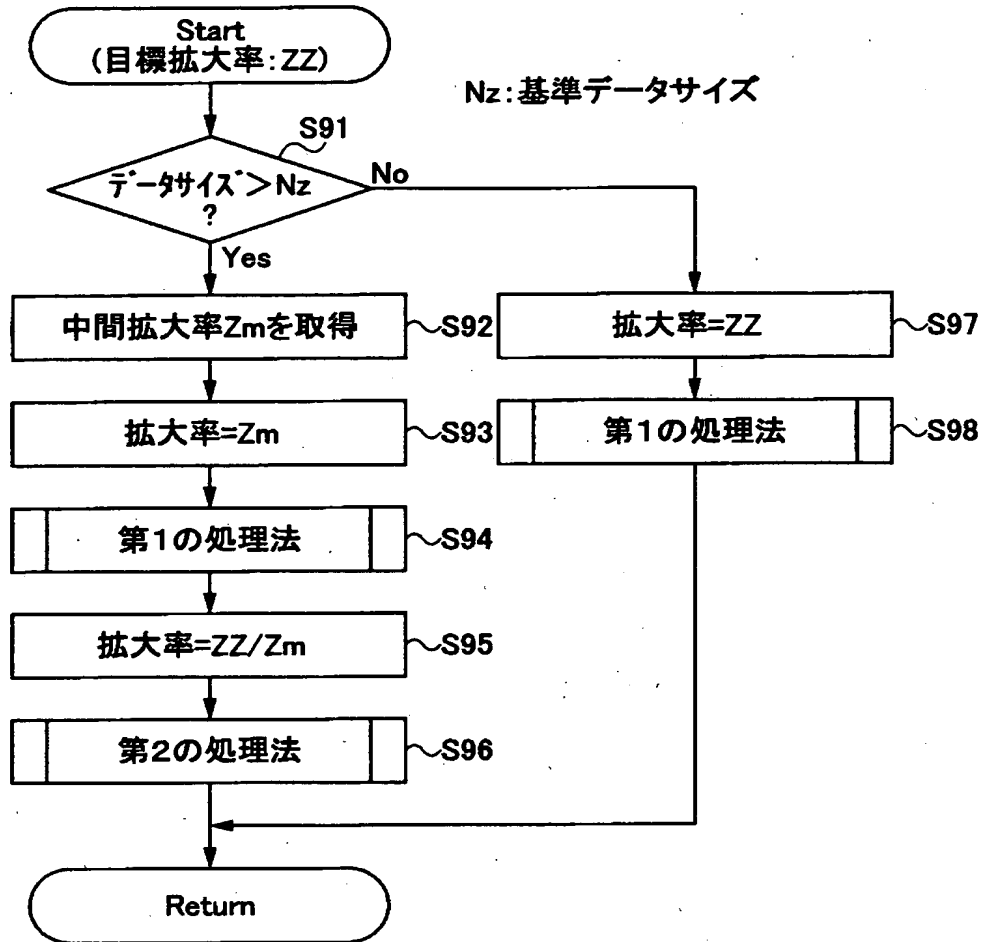 Start
(目標拡大率:ZZ)
Nz:基準データサイズ
S91
データサイズ>Nz
?
No
Yes
中間拡大率Zmを取得
S92
拡大率=ZZ
S97
拡大率=Zm
S93
第1の処理法
S98
第1の処理法
S94
拡大率=ZZ/Zm
S95
第2の処理法
S96
Return